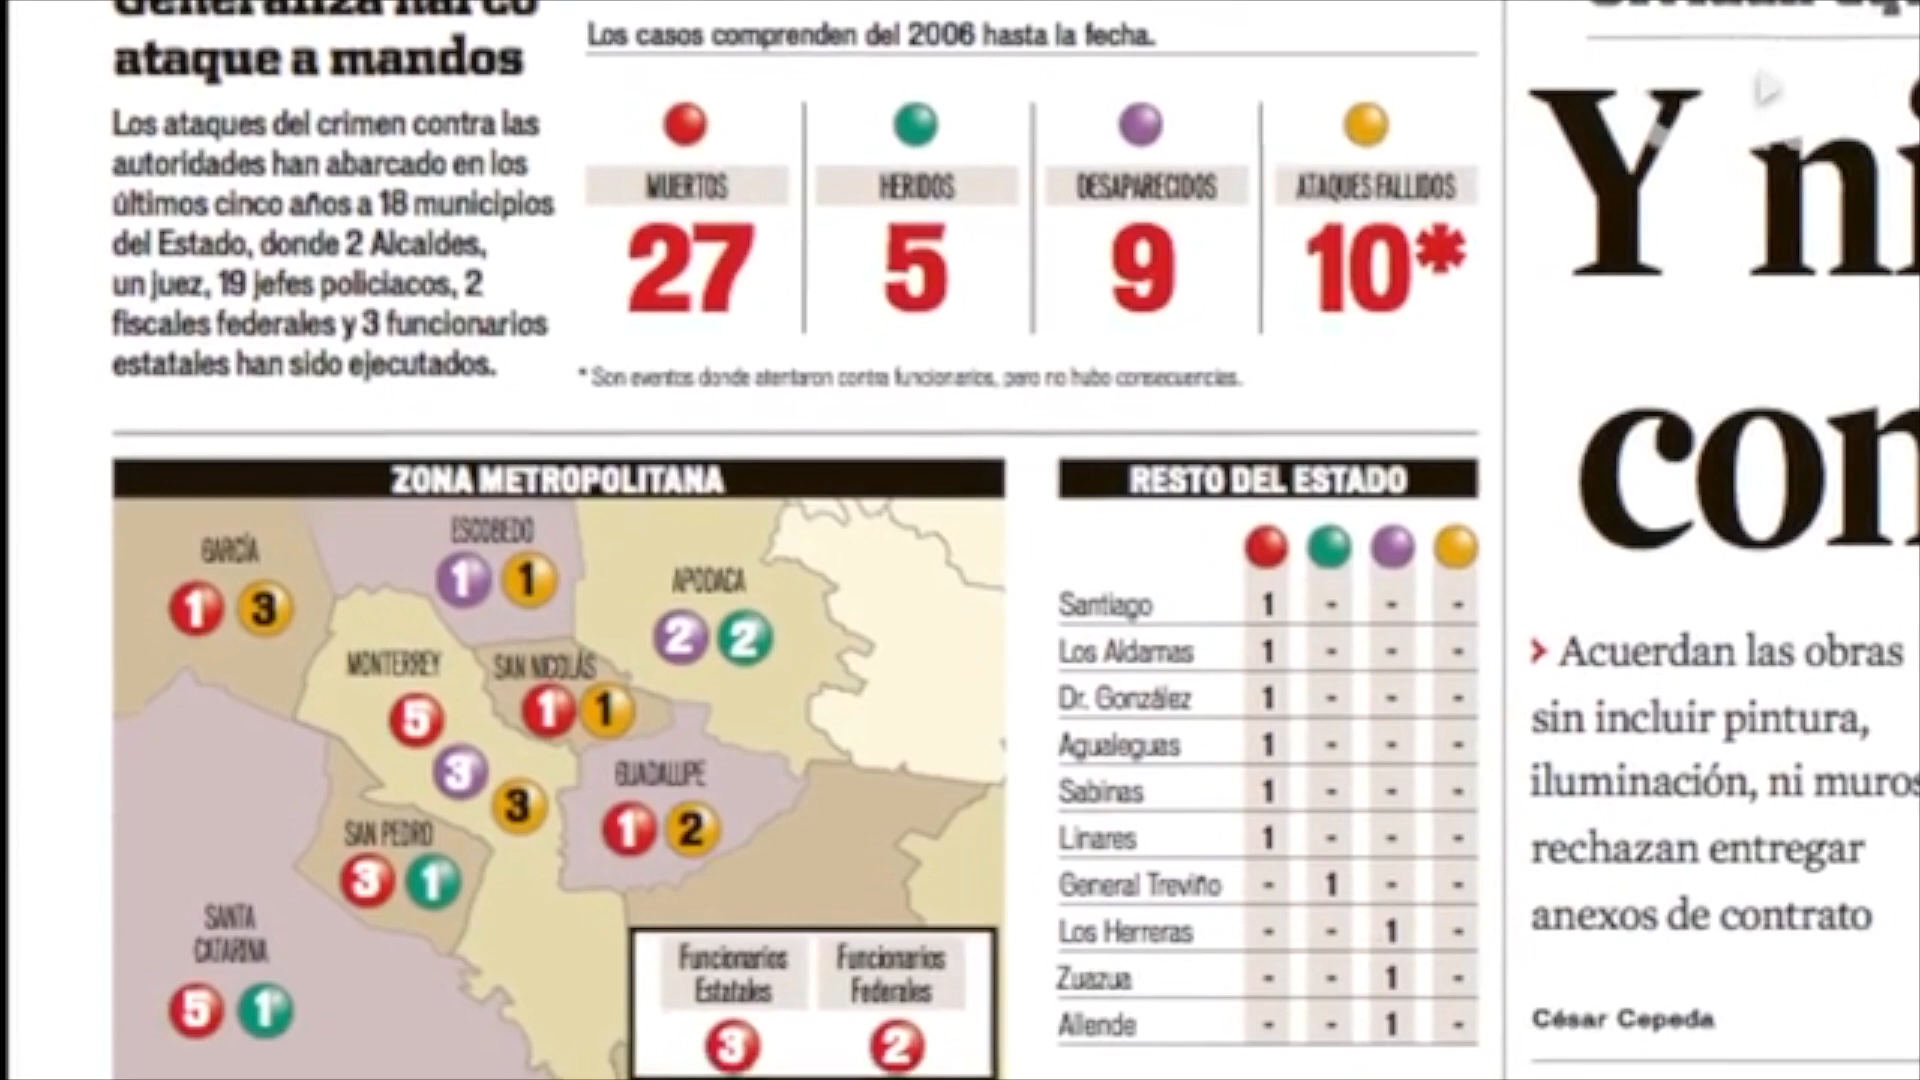 Generaliza narco
ataque a mandos
Los ataques del crimen contra las
autoridades han abarcado en los
últimos cinco años a 18 municipios
del Estado, donde 2 Alcaldes,
un juez, 19 jefes policiacos, 2
fiscales federales y 3 funcionarios
estatales han sido ejecutados.
Los casos comprenden del 2006 hasta la fecha.
MUERTOS HERIDOS DESAPARECIDOS ATAQUES FALLIDOS
27 5 9 10*
* Son eventos donde atentaron contra funcionarios, pero no hubo consecuencias.
ZONA METROPOLITANA
GARCÍA
1 3
ESCOBEDO
1 1
APODACA
2 2
MONTERREY
5
3
3
SAN NICOLÁS
1 1
GUADALUPE
1 2
SAN PEDRO
3 1
SANTA
CATARINA
5 1
Funcionarios
Estatales
3
Funcionarios
Federales
2
RESTO DEL ESTADO
Santiago 1 - - -
Los Aldamas 1 - - -
Dr. González 1 - - -
Agualeguas 1 - - -
Sabinas 1 - - -
Linares 1 - - -
General Treviño - 1 - -
Los Herreras - - 1 -
Zuazua - - 1 -
Allende - - 1 -
Y ni
con
> Acuerdan las obras
sin incluir pintura,
iluminación, ni muros
rechazan entregar
anexos de contrato
César Cepeda